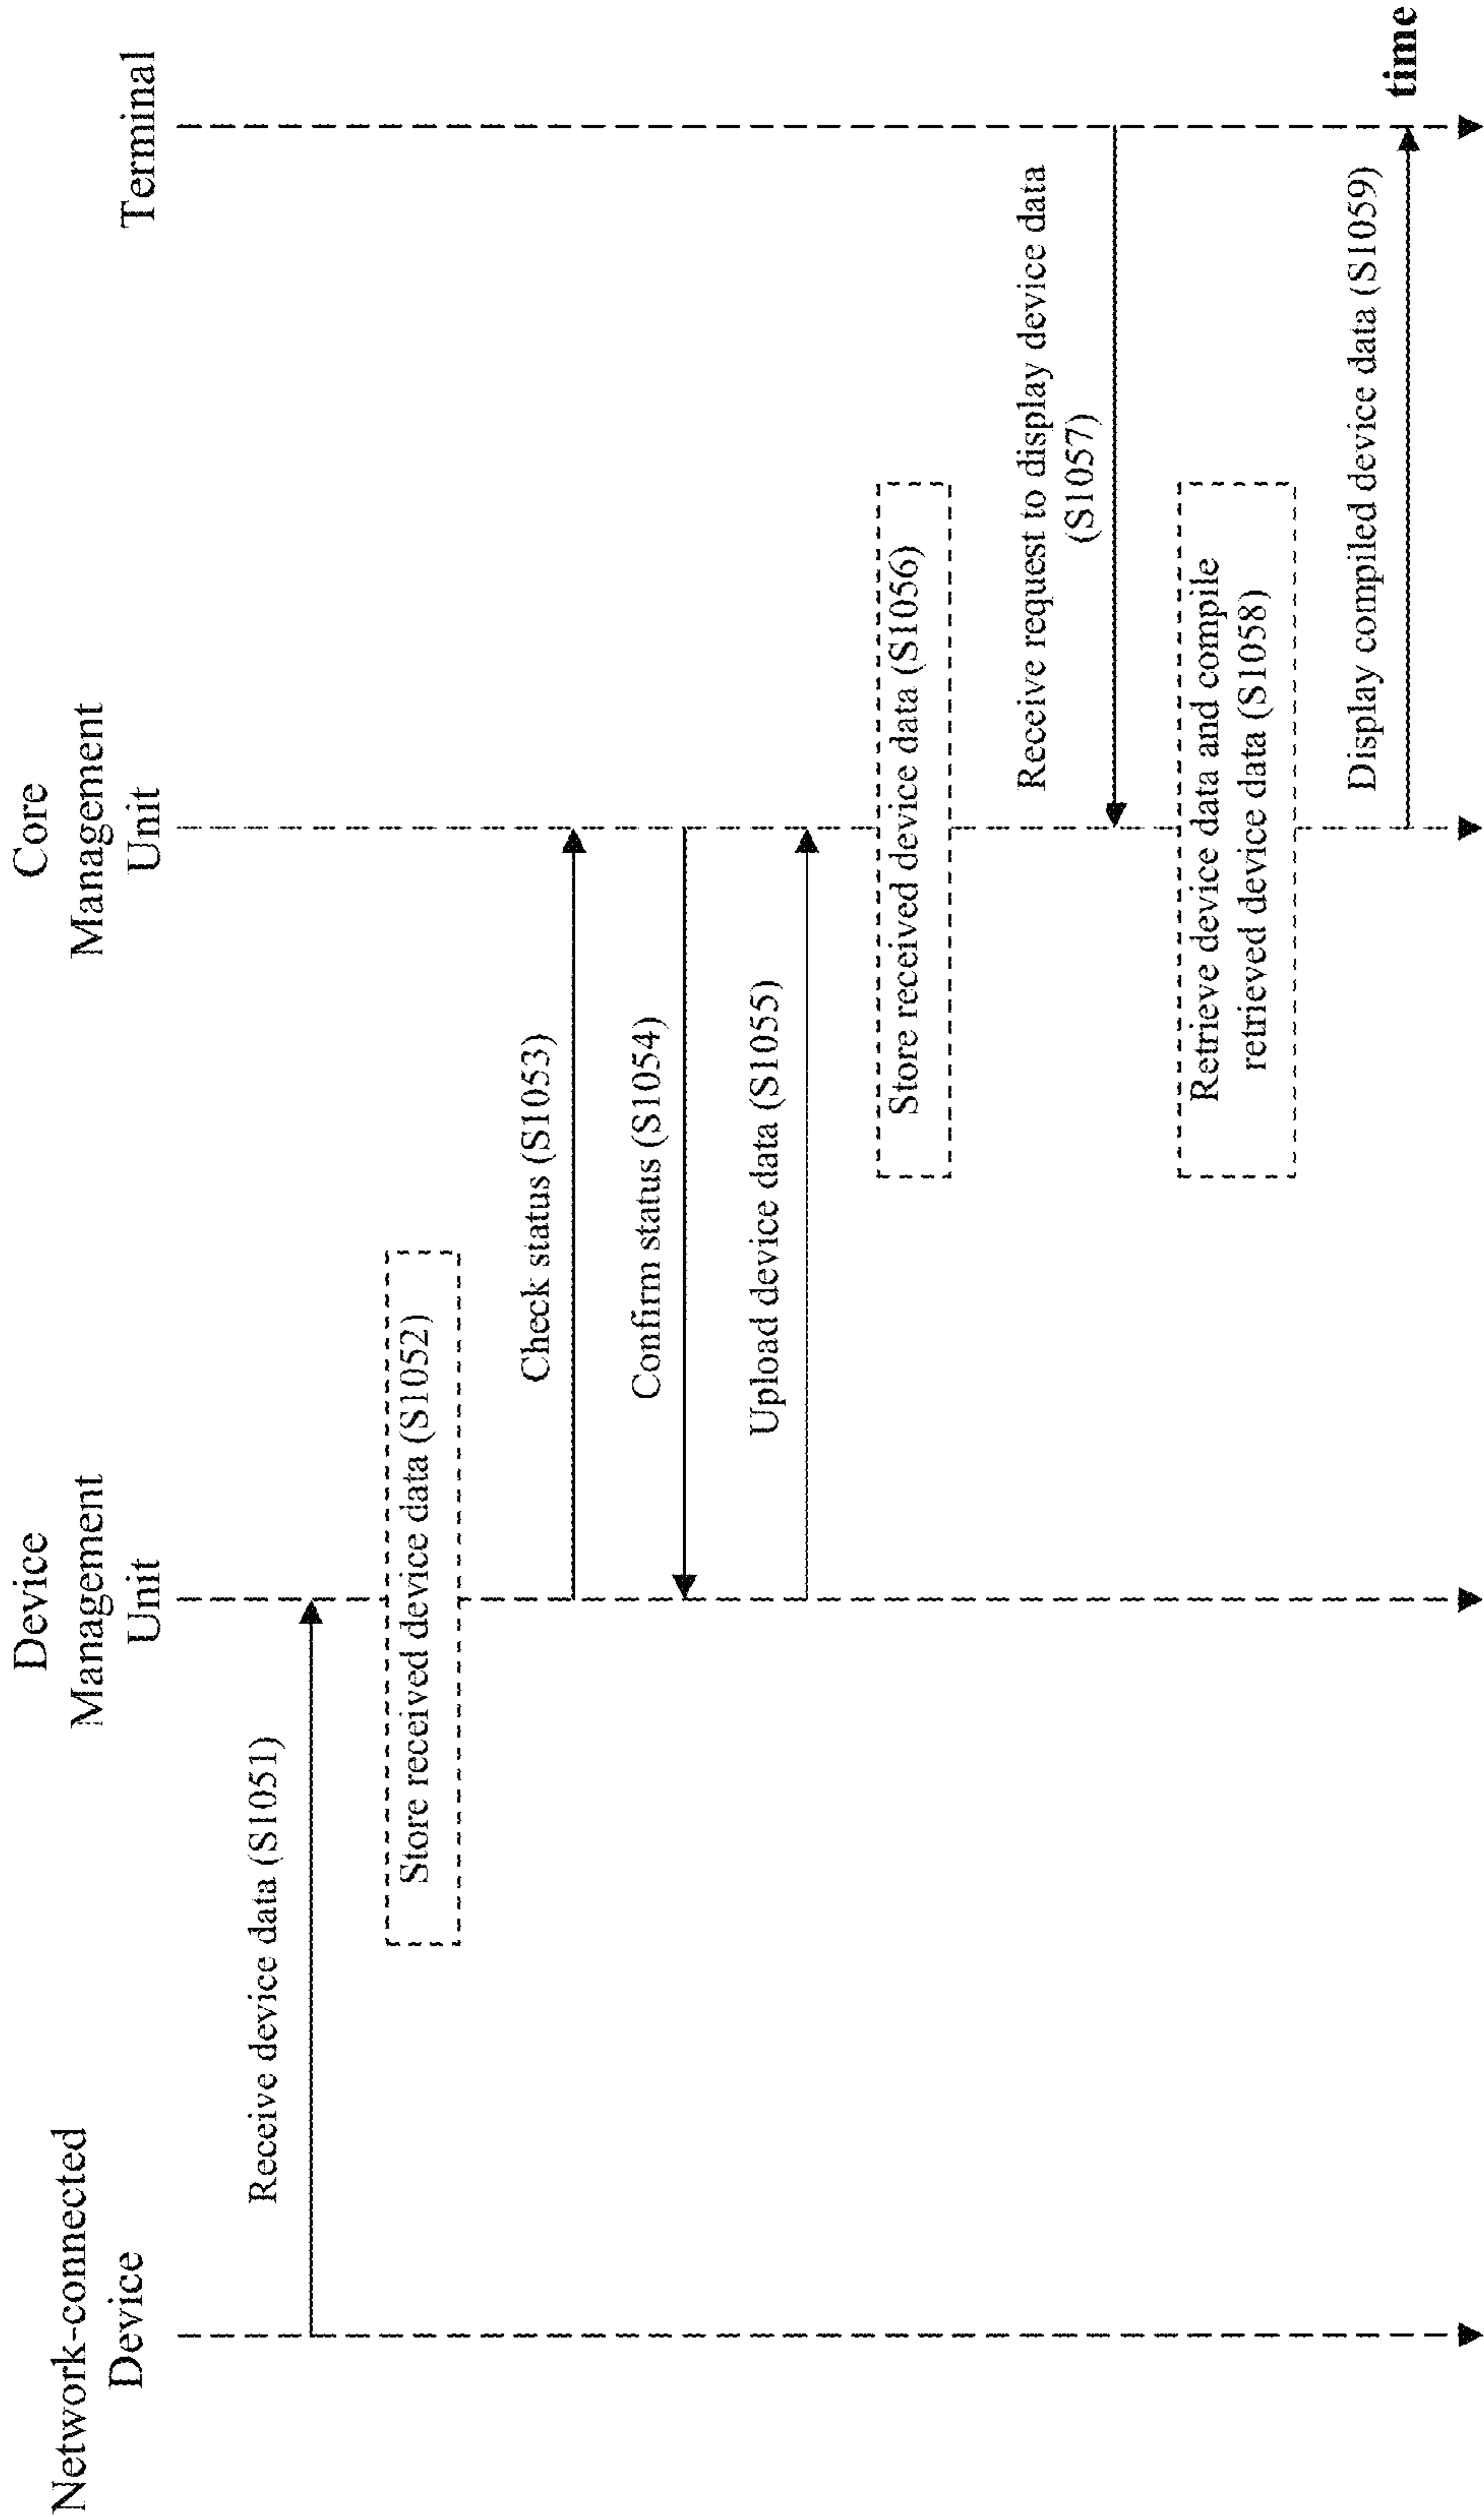 Network-connected
Device
Device
Management
Unit
Core
Management
Unit
Terminal
Receive device data (S1051)
Store received device data (S1052)
Check status (S1053)
Confirm status (S1054)
Upload device data (S1055)
Store received device data (S1056)
Receive request to display device data
(S1057)
Retrieve device data and compile
retrieved device data (S1058)
Display compiled device data (S1059)
time